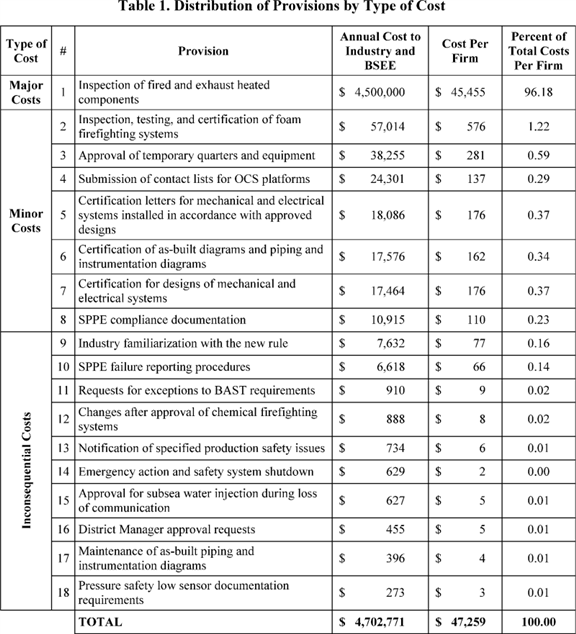 Table 1. Distribution of Provisions by Type of Cost
Type of Cost # Provision Annual Cost to Industry and BSEE Cost Per Firm Percent of Total Costs Per Firm
Major Costs 1 Inspection of fired and exhaust heated components $ 4,500,000 $ 45,455 96.18
Minor Costs 2 Inspection, testing, and certification of foam firefighting systems $ 57,014 $ 576 1.22
3 Approval of temporary quarters and equipment $ 38,255 $ 281 0.59
4 Submission of contact lists for OCS platforms $ 24,301 $ 137 0.29
5 Certification letters for mechanical and electrical systems installed in accordance with approved designs $ 18,086 $ 176 0.37
6 Certification of as-built diagrams and piping and instrumentation diagrams $ 17,576 $ 162 0.34
7 Certification for designs of mechanical and electrical systems $ 17,464 $ 176 0.37
8 SPPE compliance documentation $ 10,915 $ 110 0.23
Inconsequential Costs 9 Industry familiarization with the new rule $ 7,632 $ 77 0.16
10 SPPE failure reporting procedures $ 6,618 $ 66 0.14
11 Requests for exceptions to BAST requirements $ 910 $ 9 0.02
12 Changes after approval of chemical firefighting systems $ 888 $ 8 0.02
13 Notification of specified production safety issues $ 734 $ 6 0.01
14 Emergency action and safety system shutdown $ 629 $ 2 0.00
15 Approval for subsea water injection during loss of communication $ 627 $ 5 0.01
16 District Manager approval requests $ 455 $ 5 0.01
17 Maintenance of as-built piping and instrumentation diagrams $ 396 $ 4 0.01
18 Pressure safety low sensor documentation requirements $ 273 $ 3 0.01
TOTAL $ 4,702,771 $ 47,259 100.00